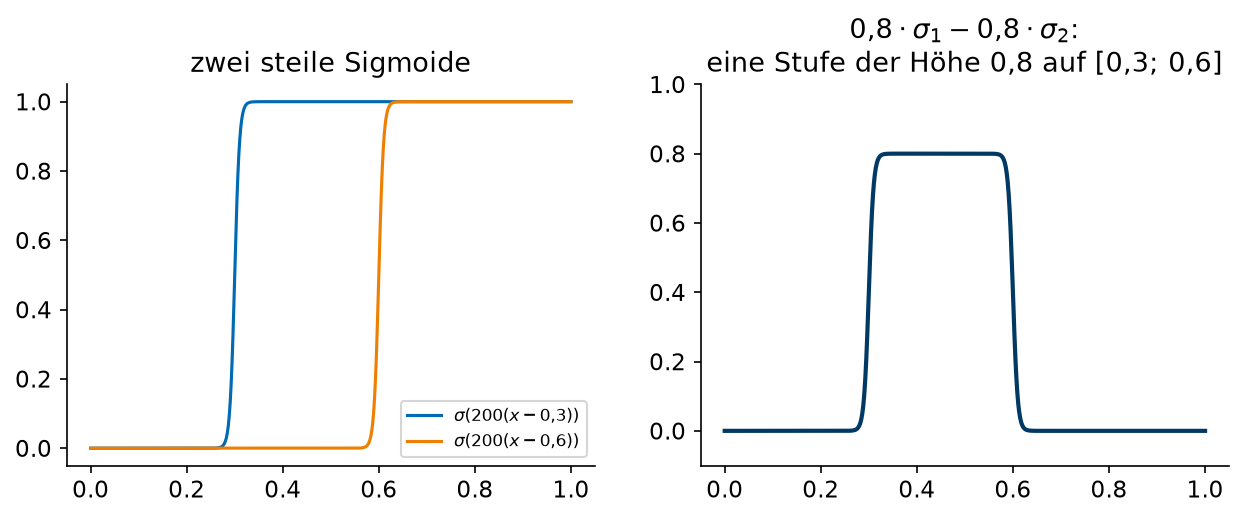 zwei steile Sigmoide
1.0
0.8
0.6
0.4
0.2
0.0
0.0 0.2 0.4 0.6 0.8 1.0
σ(200(x − 0,3))
σ(200(x − 0,6))
0,8 · σ₁ − 0,8 · σ₂:
eine Stufe der Höhe 0,8 auf [0,3; 0,6]
1.0
0.8
0.6
0.4
0.2
0.0
0.0 0.2 0.4 0.6 0.8 1.0